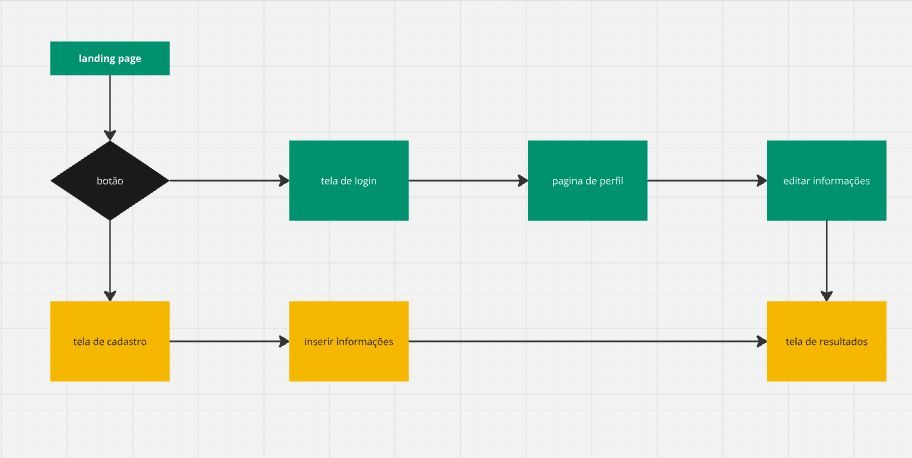 landing page
botão
tela de login
pagina de perfil
editar informações
tela de cadastro
inserir informações
tela de resultados